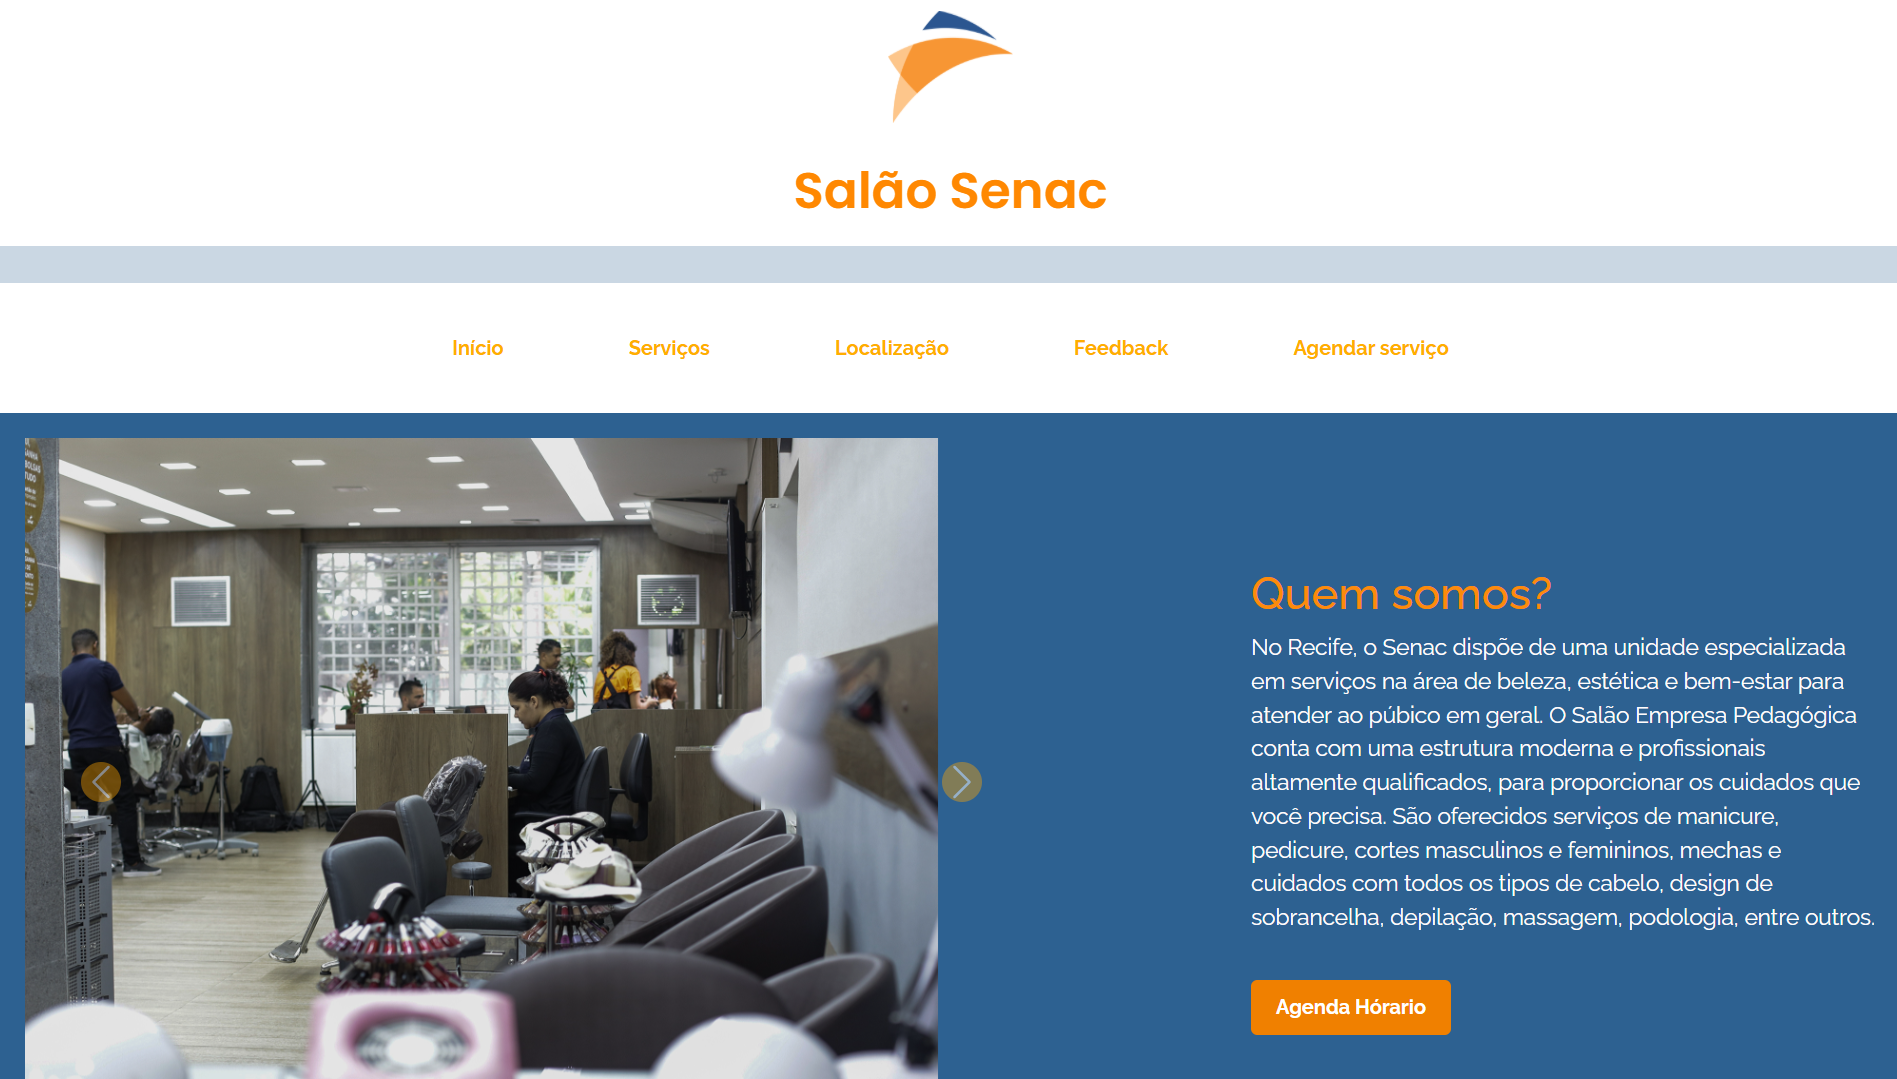 Salão Senac
Início Serviços Localização Feedback Agendar serviço
Quem somos?
No Recife, o Senac dispõe de uma unidade especializada
em serviços na área de beleza, estética e bem-estar para
atender ao púbico em geral. O Salão Empresa Pedagógica
conta com uma estrutura moderna e profissionais
altamente qualificados, para proporcionar os cuidados que
você precisa. São oferecidos serviços de manicure,
pedicure, cortes masculinos e femininos, mechas e
cuidados com todos os tipos de cabelo, design de
sobrancelha, depilação, massagem, podologia, entre outros.
Agenda Hórario